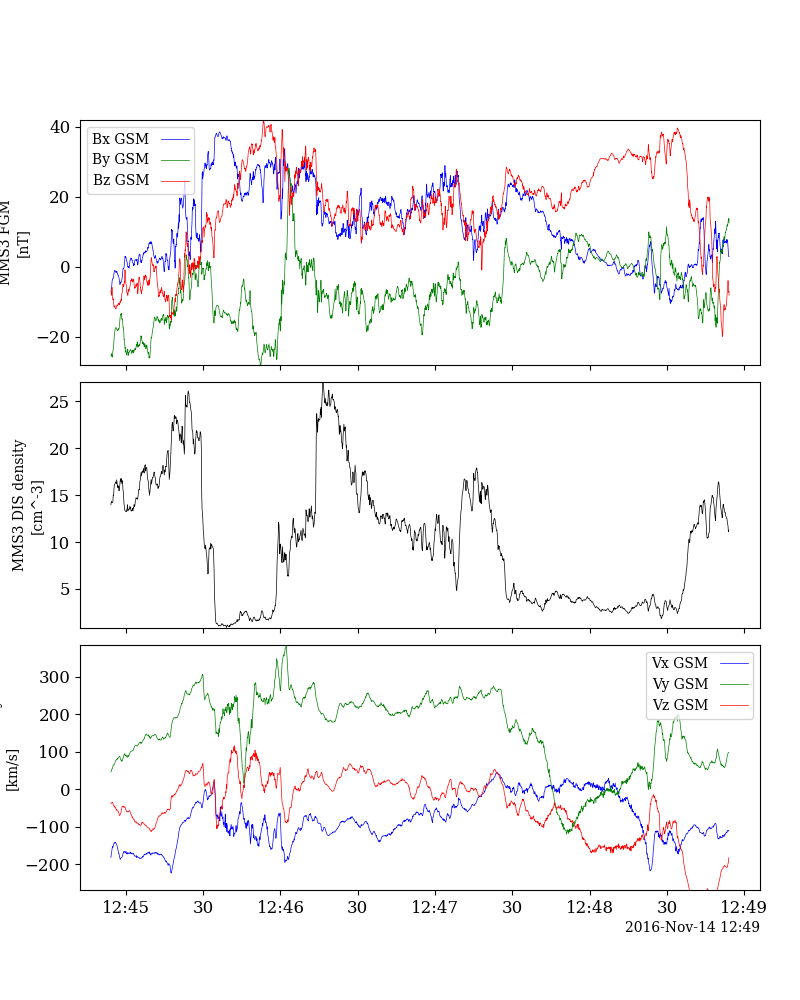 40
20
0
−20
MMS3 FGM
[nT]
Bx GSM
By GSM
Bz GSM
25
20
15
10
5
MMS3 DIS density
[cm^-3]
300
200
100
0
−100
−200
[km/s]
Vx GSM
Vy GSM
Vz GSM
12:45 30 12:46 30 12:47 30 12:48 30 12:49
2016-Nov-14 12:49